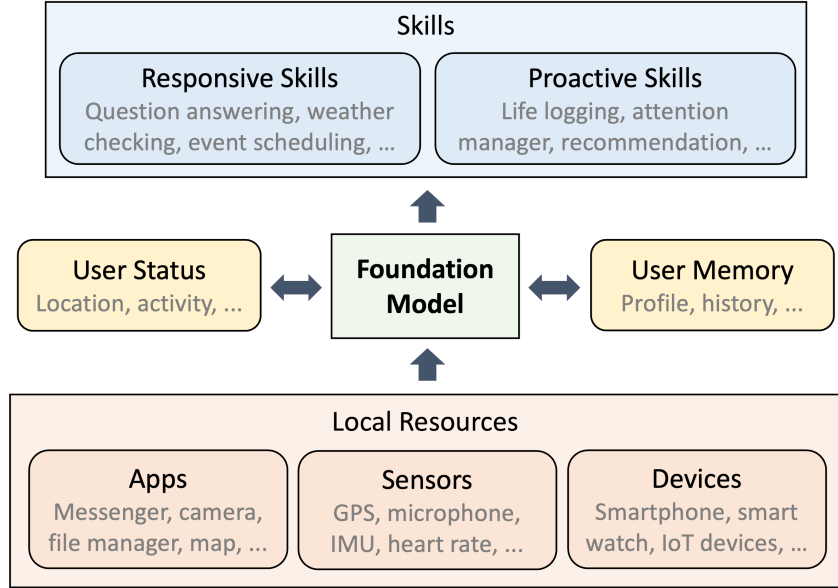 Skills
Responsive Skills
Question answering, weather
checking, event scheduling, ...
Proactive Skills
Life logging, attention
manager, recommendation, ...
User Status
Location, activity, ...
Foundation
Model
User Memory
Profile, history, ...
Local Resources
Apps
Messenger, camera,
file manager, map, ...
Sensors
GPS, microphone,
IMU, heart rate, ...
Devices
Smartphone, smart
watch, IoT devices, ...